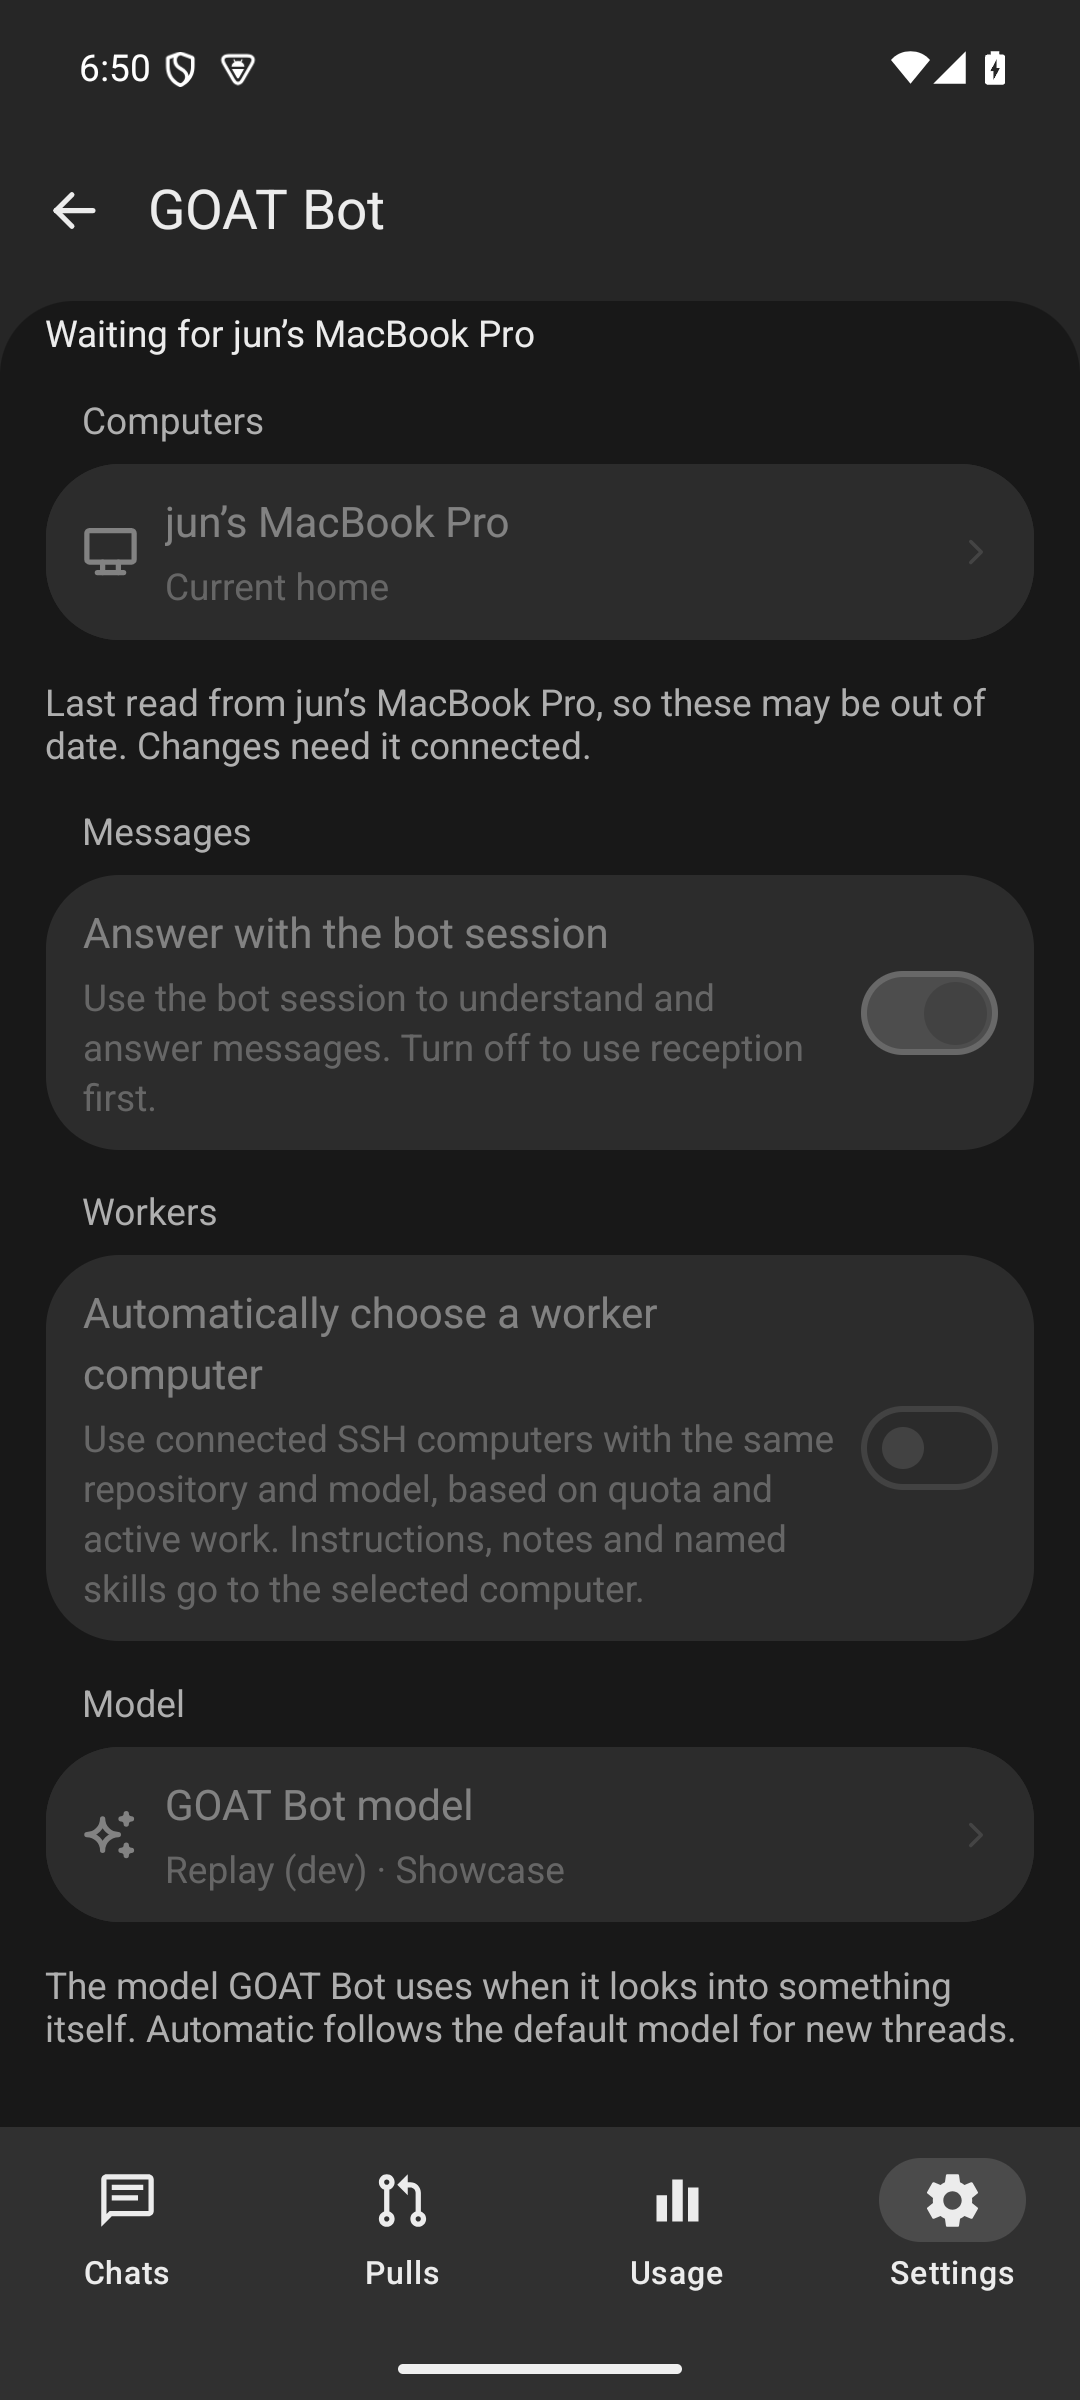 6:50
GOAT Bot
Waiting for jun’s MacBook Pro
Computers
jun’s MacBook Pro
Current home
Last read from jun’s MacBook Pro, so these may be out of
date. Changes need it connected.
Messages
Answer with the bot session
Use the bot session to understand and
answer messages. Turn off to use reception
first.
Workers
Automatically choose a worker
computer
Use connected SSH computers with the same
repository and model, based on quota and
active work. Instructions, notes and named
skills go to the selected computer.
Model
GOAT Bot model
Replay (dev) · Showcase
The model GOAT Bot uses when it looks into something
itself. Automatic follows the default model for new threads.
Chats
Pulls
Usage
Settings